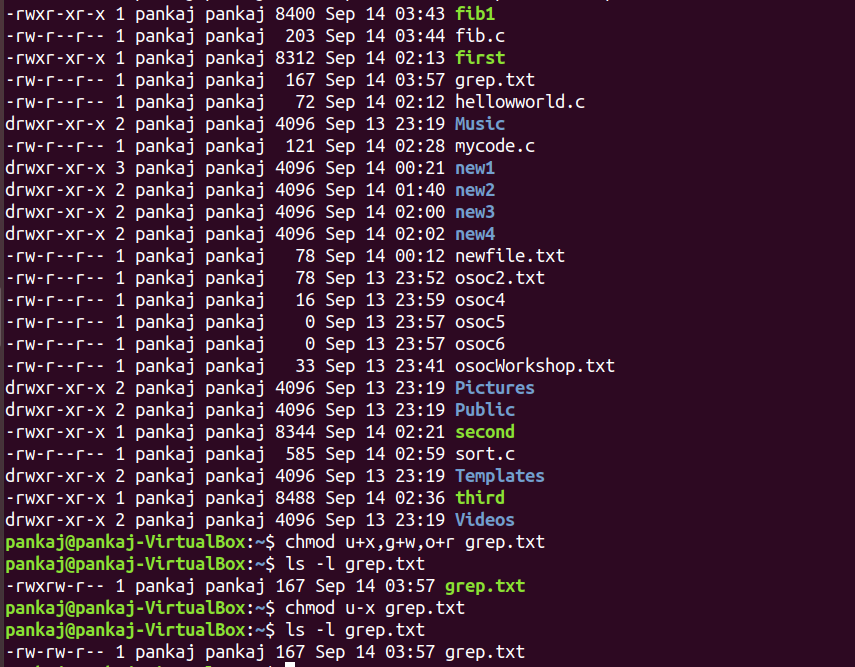 -rwxr-xr-x 1 pankaj pankaj 8400 Sep 14 03:43 fib1
-rw-r--r-- 1 pankaj pankaj  203 Sep 14 03:44 fib.c
-rwxr-xr-x 1 pankaj pankaj 8312 Sep 14 02:13 first
-rw-r--r-- 1 pankaj pankaj  167 Sep 14 03:57 grep.txt
-rw-r--r-- 1 pankaj pankaj   72 Sep 14 02:12 hellowworld.c
drwxr-xr-x 2 pankaj pankaj 4096 Sep 13 23:19 Music
-rw-r--r-- 1 pankaj pankaj  121 Sep 14 02:28 mycode.c
drwxr-xr-x 3 pankaj pankaj 4096 Sep 14 00:21 new1
drwxr-xr-x 2 pankaj pankaj 4096 Sep 14 01:40 new2
drwxr-xr-x 2 pankaj pankaj 4096 Sep 14 02:00 new3
drwxr-xr-x 2 pankaj pankaj 4096 Sep 14 02:02 new4
-rw-r--r-- 1 pankaj pankaj   78 Sep 14 00:12 newfile.txt
-rw-r--r-- 1 pankaj pankaj   78 Sep 13 23:52 osoc2.txt
-rw-r--r-- 1 pankaj pankaj   16 Sep 13 23:59 osoc4
-rw-r--r-- 1 pankaj pankaj    0 Sep 13 23:57 osoc5
-rw-r--r-- 1 pankaj pankaj    0 Sep 13 23:57 osoc6
-rw-r--r-- 1 pankaj pankaj   33 Sep 13 23:41 osocWorkshop.txt
drwxr-xr-x 2 pankaj pankaj 4096 Sep 13 23:19 Pictures
drwxr-xr-x 2 pankaj pankaj 4096 Sep 13 23:19 Public
-rwxr-xr-x 1 pankaj pankaj 8344 Sep 14 02:21 second
-rw-r--r-- 1 pankaj pankaj  585 Sep 14 02:59 sort.c
drwxr-xr-x 2 pankaj pankaj 4096 Sep 13 23:19 Templates
-rwxr-xr-x 1 pankaj pankaj 8488 Sep 14 02:36 third
drwxr-xr-x 2 pankaj pankaj 4096 Sep 13 23:19 Videos
pankaj@pankaj-VirtualBox:~$ chmod u+x,g+w,o+r grep.txt
pankaj@pankaj-VirtualBox:~$ ls -l grep.txt
-rwxrw-r-- 1 pankaj pankaj 167 Sep 14 03:57 grep.txt
pankaj@pankaj-VirtualBox:~$ chmod u-x grep.txt
pankaj@pankaj-VirtualBox:~$ ls -l grep.txt
-rw-rw-r-- 1 pankaj pankaj 167 Sep 14 03:57 grep.txt